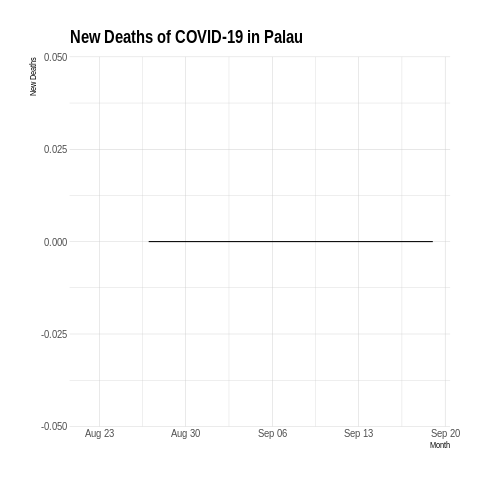 New Deaths of COVID-19 in Palau
New Deaths
0.050
0.025
0.000
-0.025
-0.050
Aug 23 Aug 30 Sep 06 Sep 13 Sep 20
Month